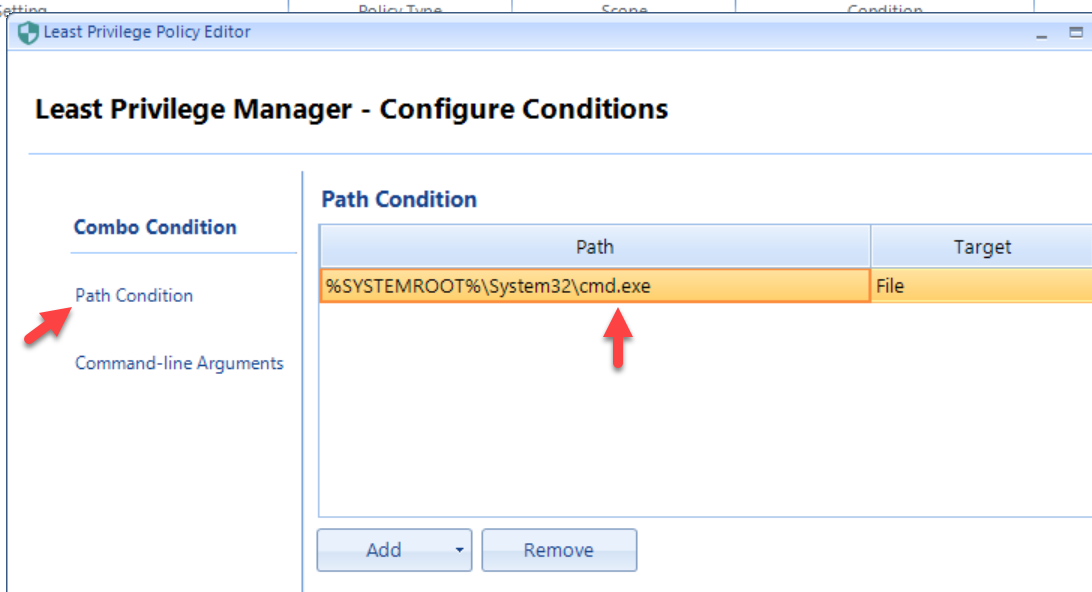 Setting Policy Type Scope Condition
Least Privilege Policy Editor
Least Privilege Manager - Configure Conditions
Combo Condition
Path Condition
Command-line Arguments
Path Condition
Path Target
%SYSTEMROOT%\System32\cmd.exe File
Add Remove